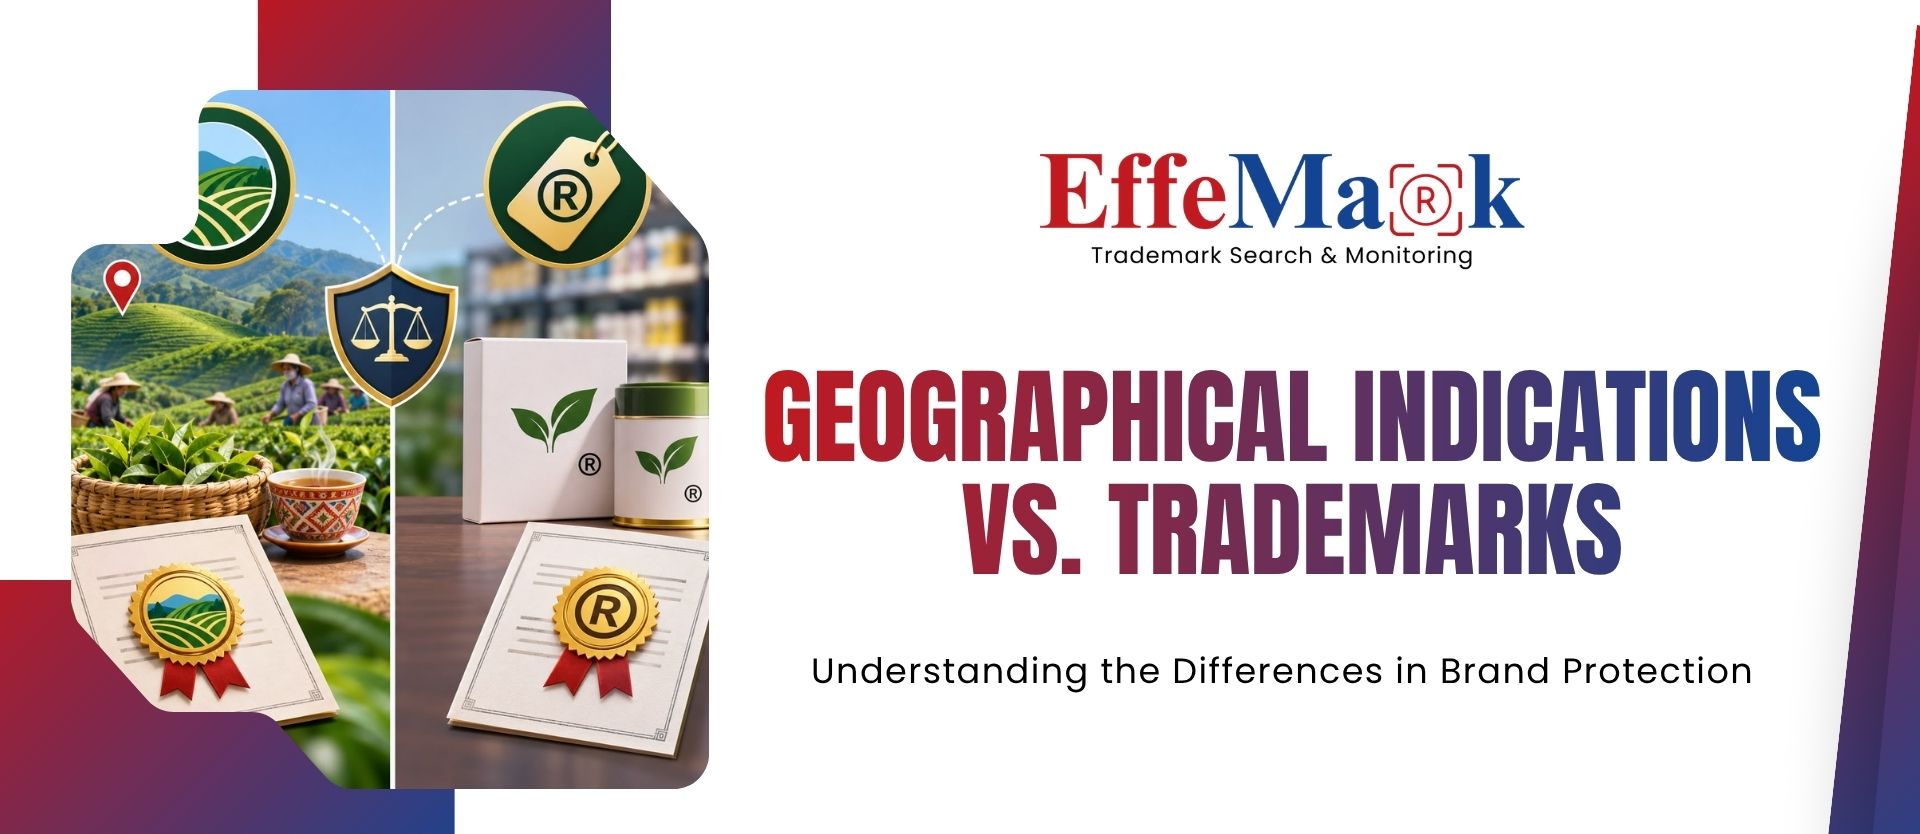 EffeMa®k
Trademark Search & Monitoring
GEOGRAPHICAL INDICATIONS
VS. TRADEMARKS
Understanding the Differences in Brand Protection
®
®
®
®